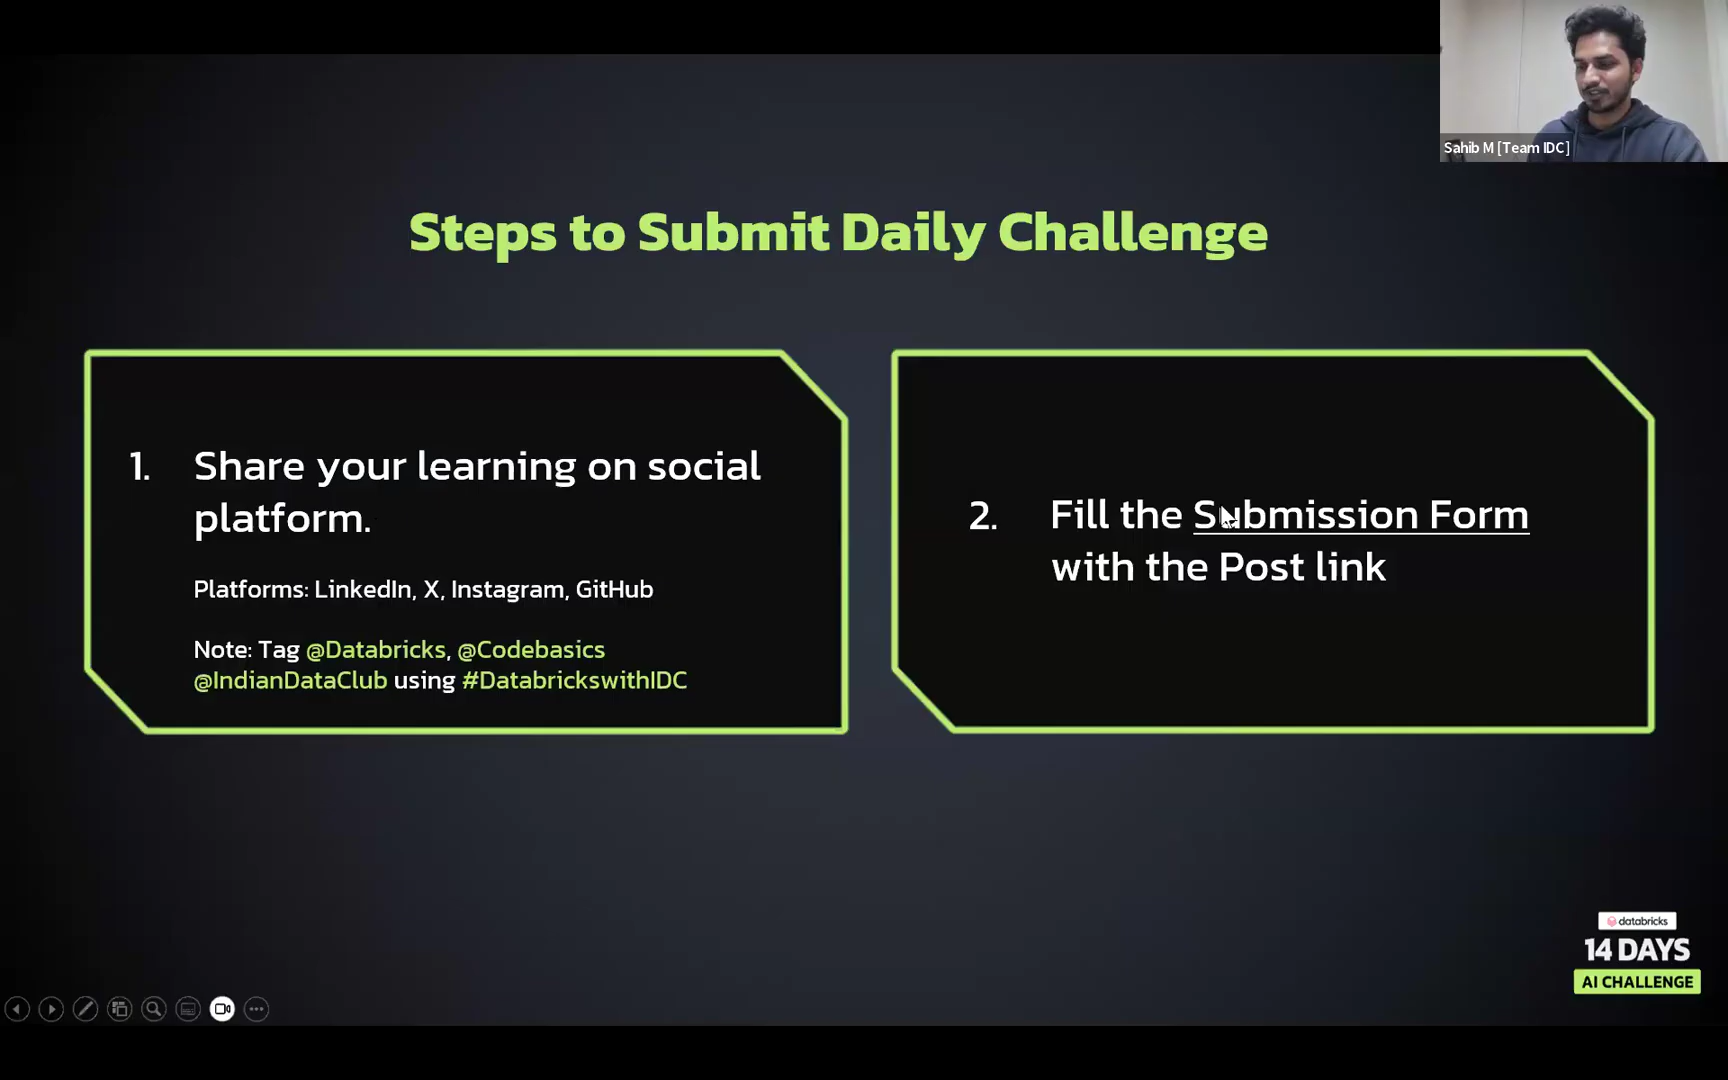 Sahib M [Team IDC]
Steps to Submit Daily Challenge
1. Share your learning on social
platform.
Platforms: LinkedIn, X, Instagram, GitHub
Note: Tag @Databricks, @Codebasics
@IndianDataClub using #DatabrickswithIDC
2. Fill the Submission Form
with the Post link
databricks
14 DAYS
AI CHALLENGE